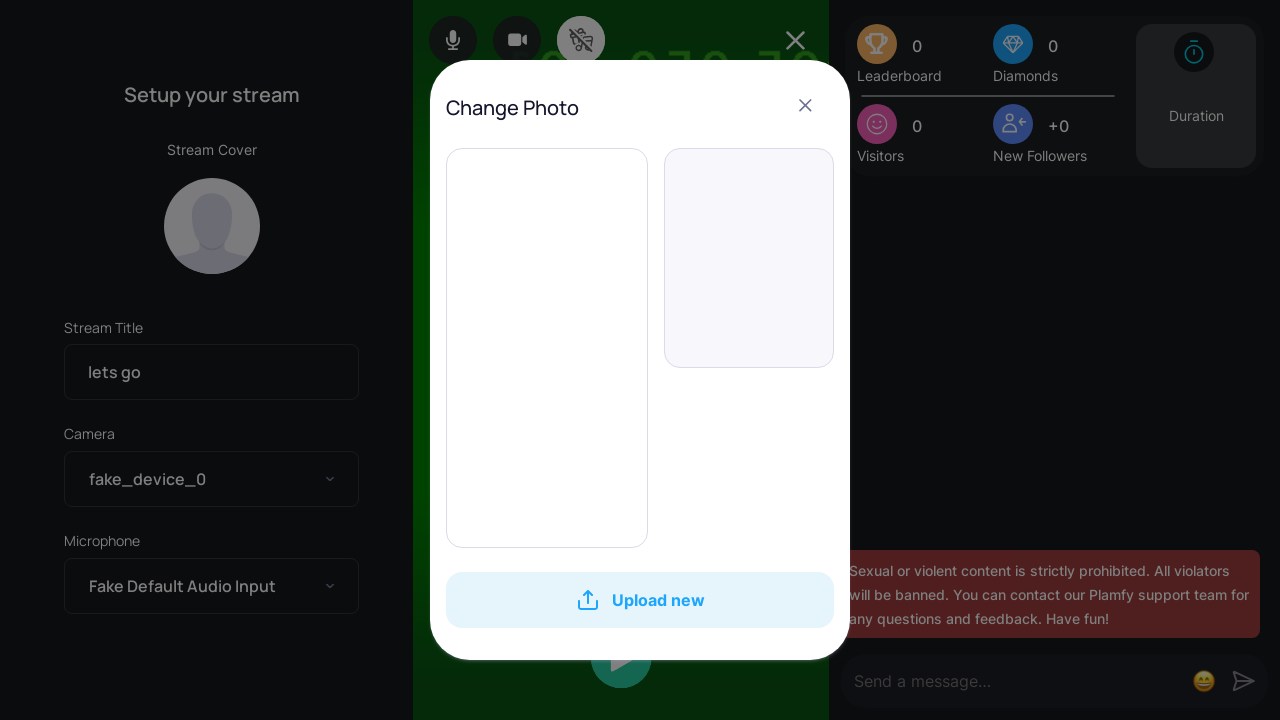 Setup your stream
Stream Cover
Stream Title
lets go
Camera
fake_device_0
Microphone
Fake Default Audio Input
Change Photo
Upload new
0
Leaderboard
0
Diamonds
0
Visitors
+0
New Followers
Duration
Sexual or violent content is strictly prohibited. All violators
will be banned. You can contact our Plamfy support team for
any questions and feedback. Have fun!
Send a message...